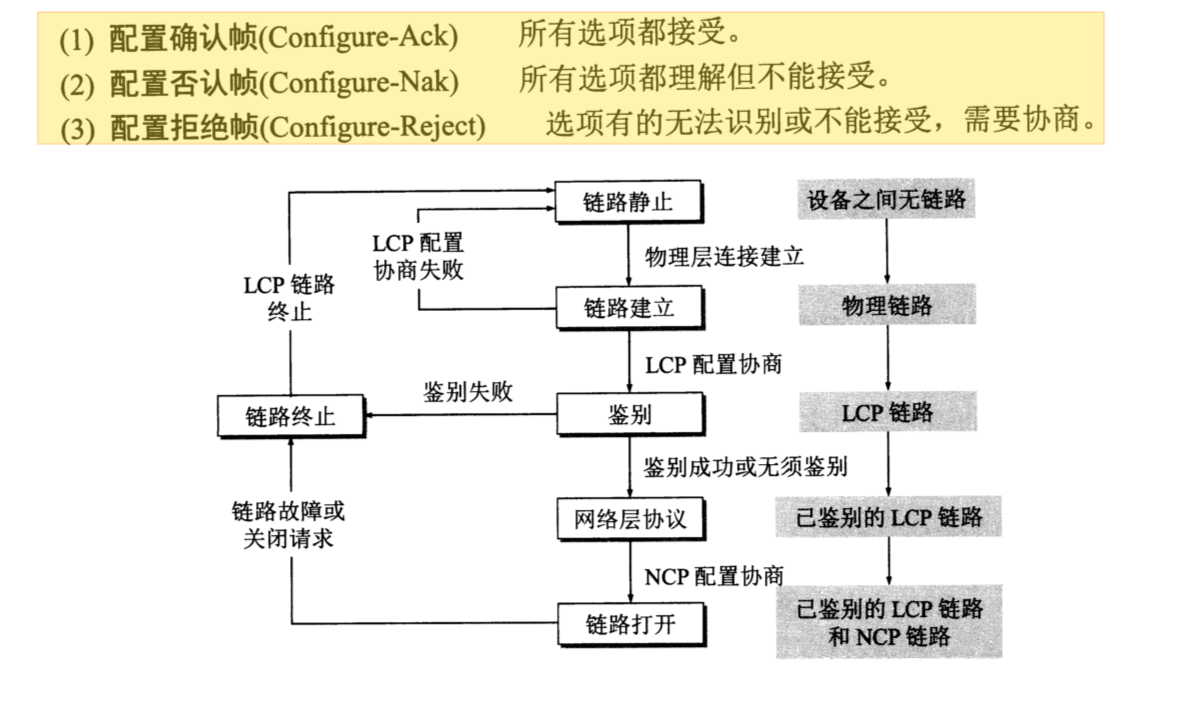 (1) 配置确认帧(Configure-Ack) 所有选项都接受。
(2) 配置否认帧(Configure-Nak) 所有选项都理解但不能接受。
(3) 配置拒绝帧(Configure-Reject) 选项有的无法识别或不能接受，需要协商。
链路静止
设备之间无链路
LCP 配置
协商失败
物理层连接建立
LCP 链路
终止
链路建立
物理链路
LCP 配置协商
鉴别失败
链路终止
鉴别
LCP 链路
鉴别成功或无须鉴别
链路故障或
关闭请求
网络层协议
已鉴别的 LCP 链路
NCP 配置协商
链路打开
已鉴别的 LCP 链路
和 NCP 链路